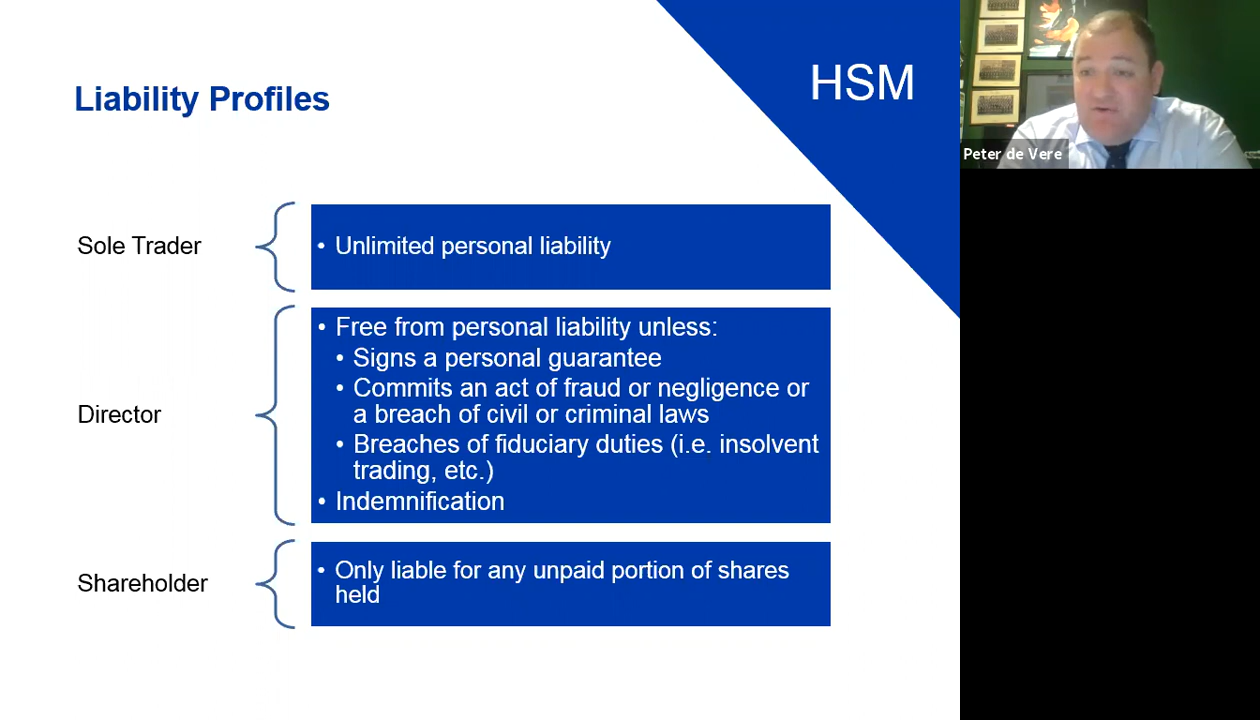 HSM
Liability Profiles
Peter de Vere
Sole Trader
• Unlimited personal liability
Director
• Free from personal liability unless:
• Signs a personal guarantee
• Commits an act of fraud or negligence or
a breach of civil or criminal laws
• Breaches of fiduciary duties (i.e. insolvent
trading, etc.)
• Indemnification
Shareholder
• Only liable for any unpaid portion of shares
held